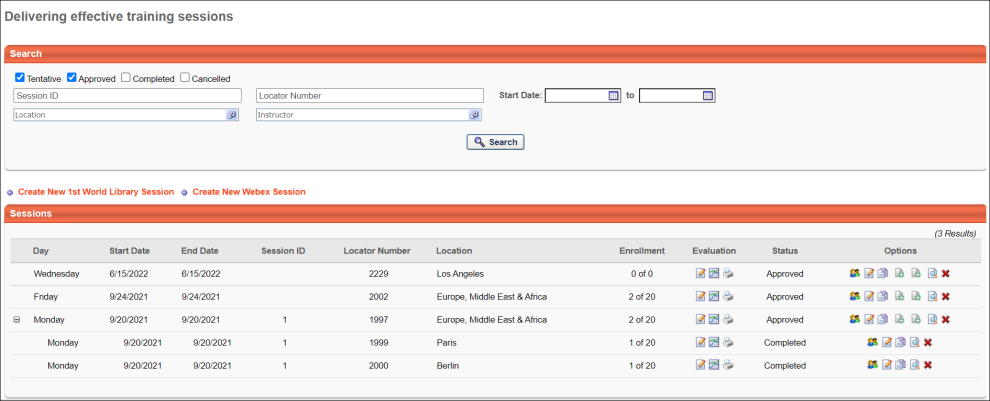 Delivering effective training sessions
Search
Tentative Approved Completed Cancelled
Session ID Locator Number Start Date: to
Location Instructor
Search
Create New 1st World Library Session Create New Webex Session
Sessions
(3 Results)
Day Start Date End Date Session ID Locator Number Location Enrollment Evaluation Status Options
Wednesday 6/15/2022 6/15/2022 2229 Los Angeles 0 of 0 Approved
Friday 9/24/2021 9/24/2021 2002 Europe, Middle East & Africa 2 of 20 Approved
Monday 9/20/2021 9/20/2021 1 1997 Europe, Middle East & Africa 2 of 20 Approved
Monday 9/20/2021 9/20/2021 1 1999 Paris 1 of 20 Completed
Monday 9/20/2021 9/20/2021 1 2000 Berlin 1 of 20 Completed